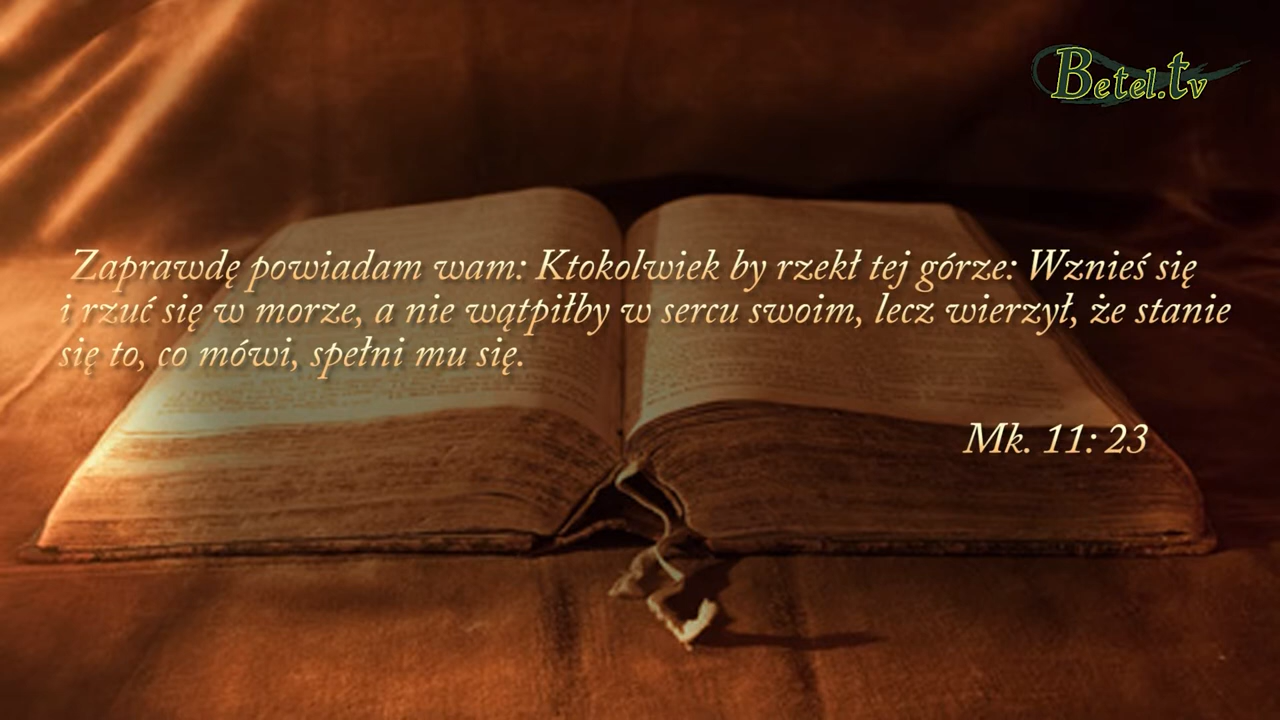 Betel.tv
Zaprawdę powiadam wam: Ktokolwiek by rzekł tej górze: Wznieś się
i rzuć się w morze, a nie wątpiłby w sercu swoim, lecz wierzył, że stanie
się to, co mówi, spełni mu się.
Mk. 11: 23